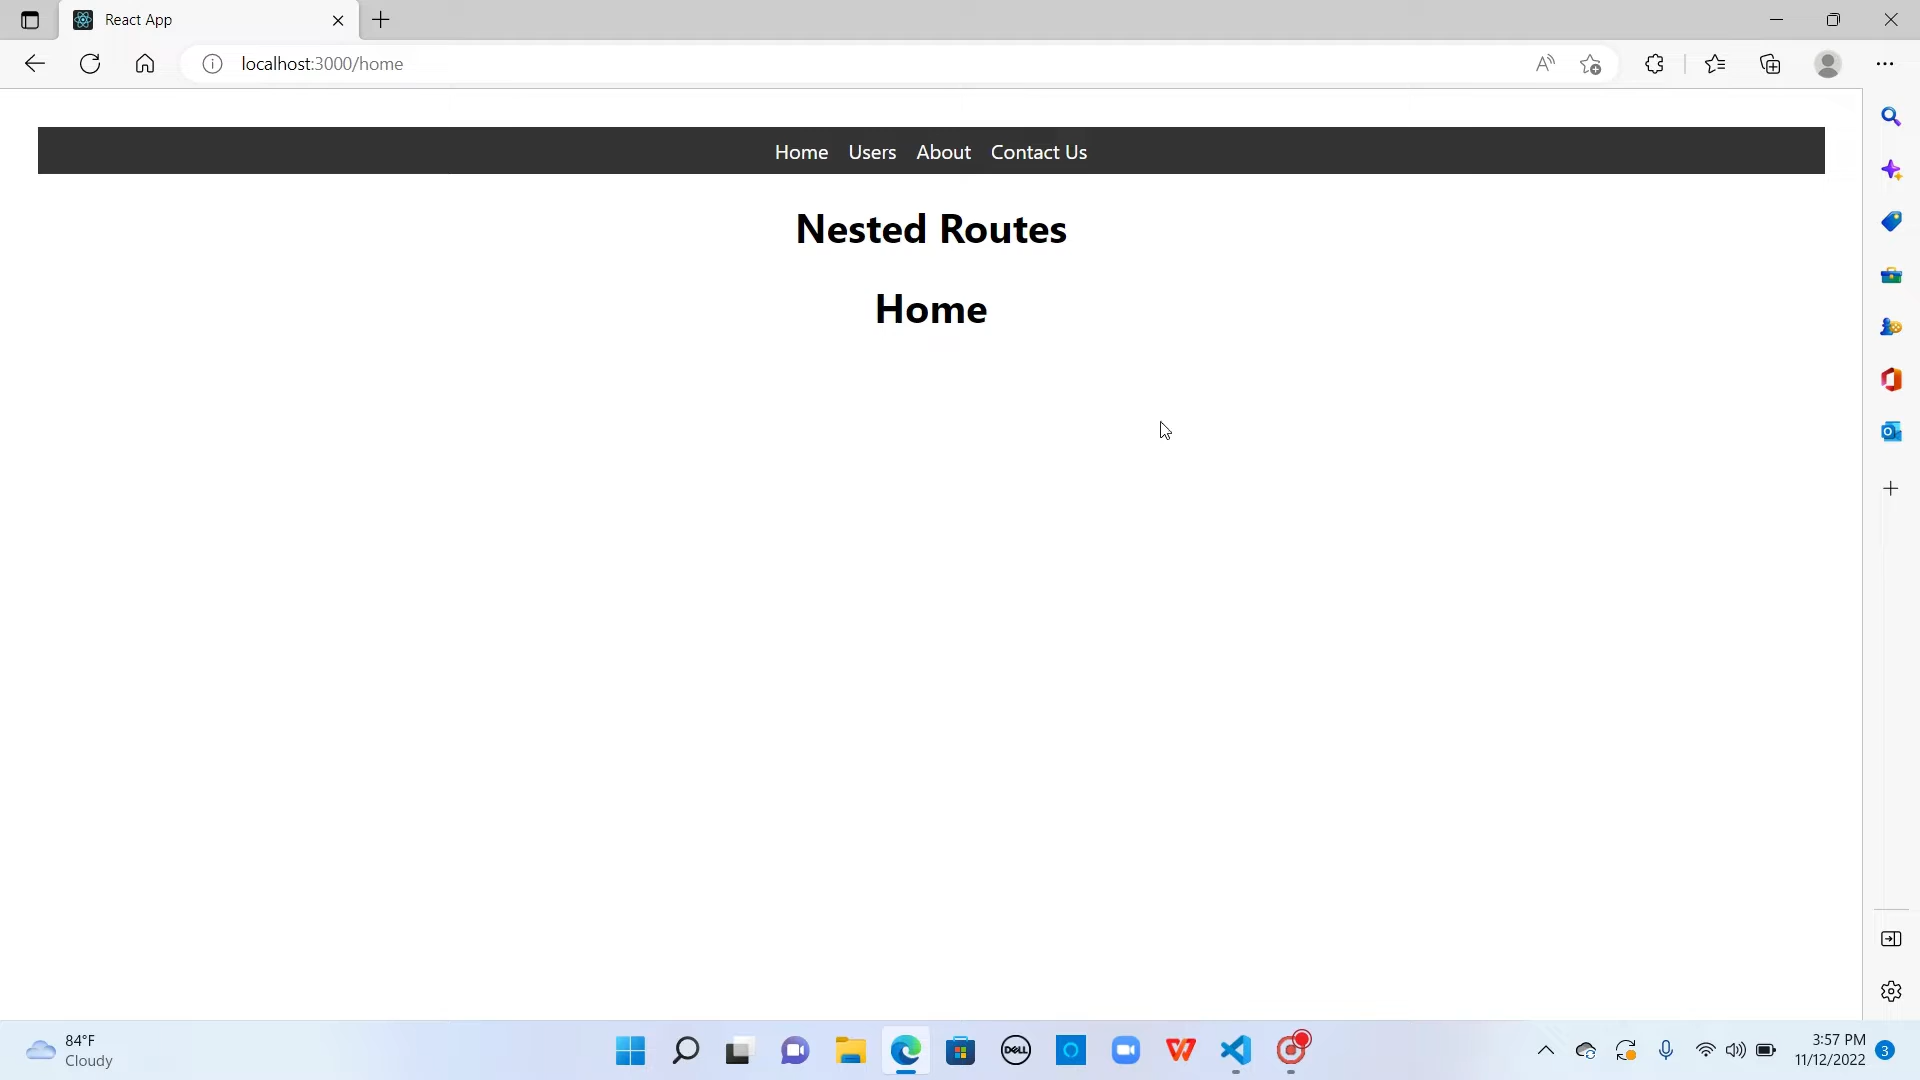 React App
localhost:3000/home
Home Users About Contact Us
Nested Routes
Home
84°F
Cloudy
DELL
3:57 PM
11/12/2022
3